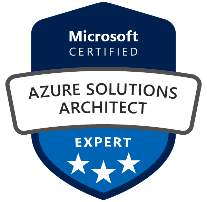 Microsoft
CERTIFIED
AZURE SOLUTIONS
ARCHITECT
EXPERT